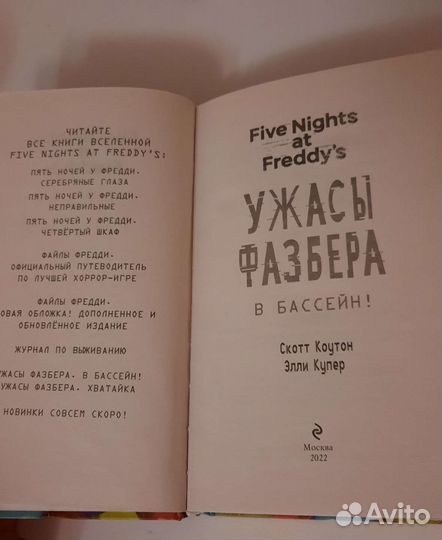 ЧИТАЙТЕ
ВСЕ КНИГИ ВСЕЛЕННОЙ
FIVE NIGHTS AT FREDDY'S:
ПЯТЬ НОЧЕЙ У ФРЕДДИ.
СЕРЕБРЯНЫЕ ГЛАЗА
ПЯТЬ НОЧЕЙ У ФРЕДДИ.
НЕПРАВИЛЬНЫЕ
ПЯТЬ НОЧЕЙ У ФРЕДДИ.
ЧЕТВЁРТЫЙ ШКАФ
ФАЙЛЫ ФРЕДДИ.
ОФИЦИАЛЬНЫЙ ПУТЕВОДИТЕЛЬ
ПО ЛУЧШЕЙ ХОРРОР-ИГРЕ
ФАЙЛЫ ФРЕДДИ.
ОВАЯ ОБЛОЖКА! ДОПОЛНЕННОЕ И
ОБНОВЛЁННОЕ ИЗДАНИЕ
ЖУРНАЛ ПО ВЫЖИВАНИЮ
УЖАСЫ ФАЗБЕРА. В БАССЕЙН!
УЖАСЫ ФАЗБЕРА. ХВАТАЙКА
НОВИНКИ СОВСЕМ СКОРО!
Five Nights
at
Freddy's
УЖАСЫ
ФАЗБЕРА
В БАССЕЙН!
Скотт Коутон
Элли Купер
Москва
2022
Avito